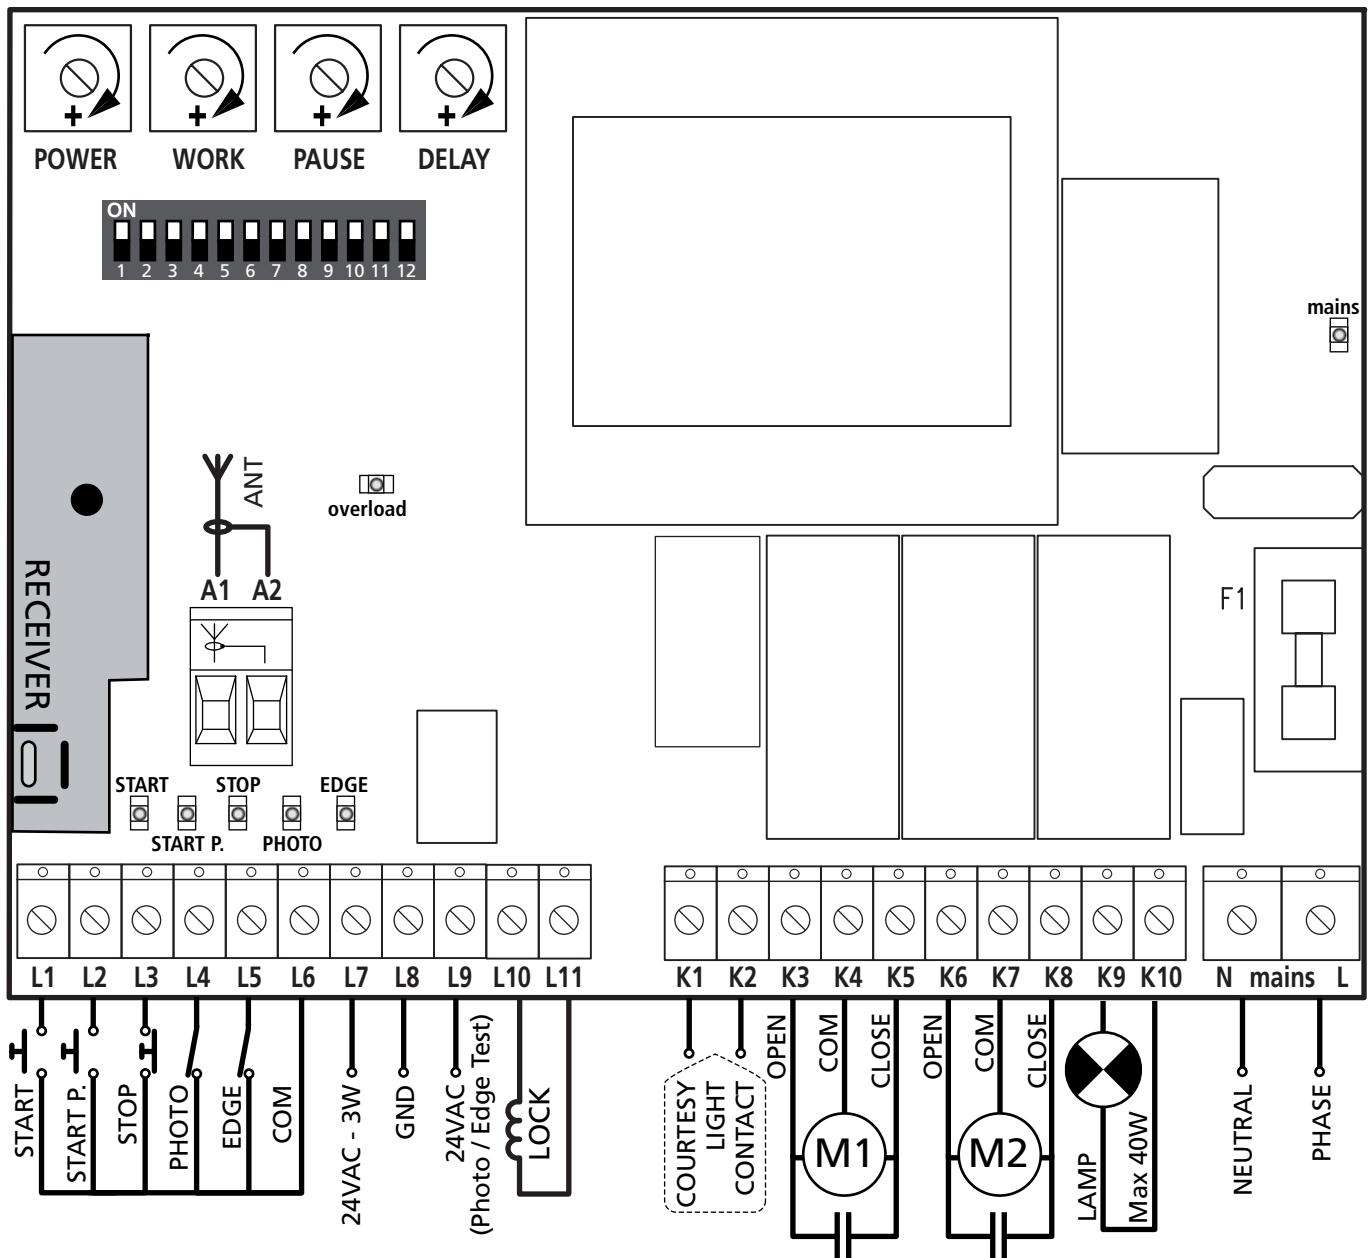 POWER WORK PAUSE DELAY
ON
1 2 3 4 5 6 7 8 9 10 11 12
mains
ANT
overload
A1 A2
RECEIVER
F1
START STOP EDGE
START P. PHOTO
L1 L2 L3 L4 L5 L6 L7 L8 L9 L10 L11
K1 K2 K3 K4 K5 K6 K7 K8 K9 K10
N mains L
START
START P.
STOP
PHOTO
EDGE
COM
24VAC - 3W
GND
24VAC
(Photo / Edge Test)
LOCK
COURTESY
LIGHT
CONTACT
OPEN
COM
CLOSE
M1
OPEN
COM
CLOSE
M2
LAMP
Max 40W
NEUTRAL
PHASE